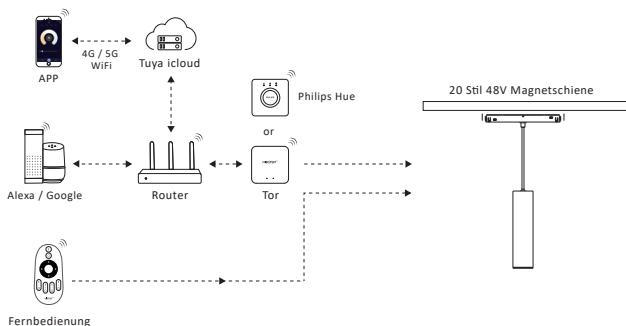 APP
4G / 5G
WiFi
Tuya icloud
Philips Hue
or
20 Stil 48V Magnetschiene
Alexa / Google
Router
Tor
Fernbedienung